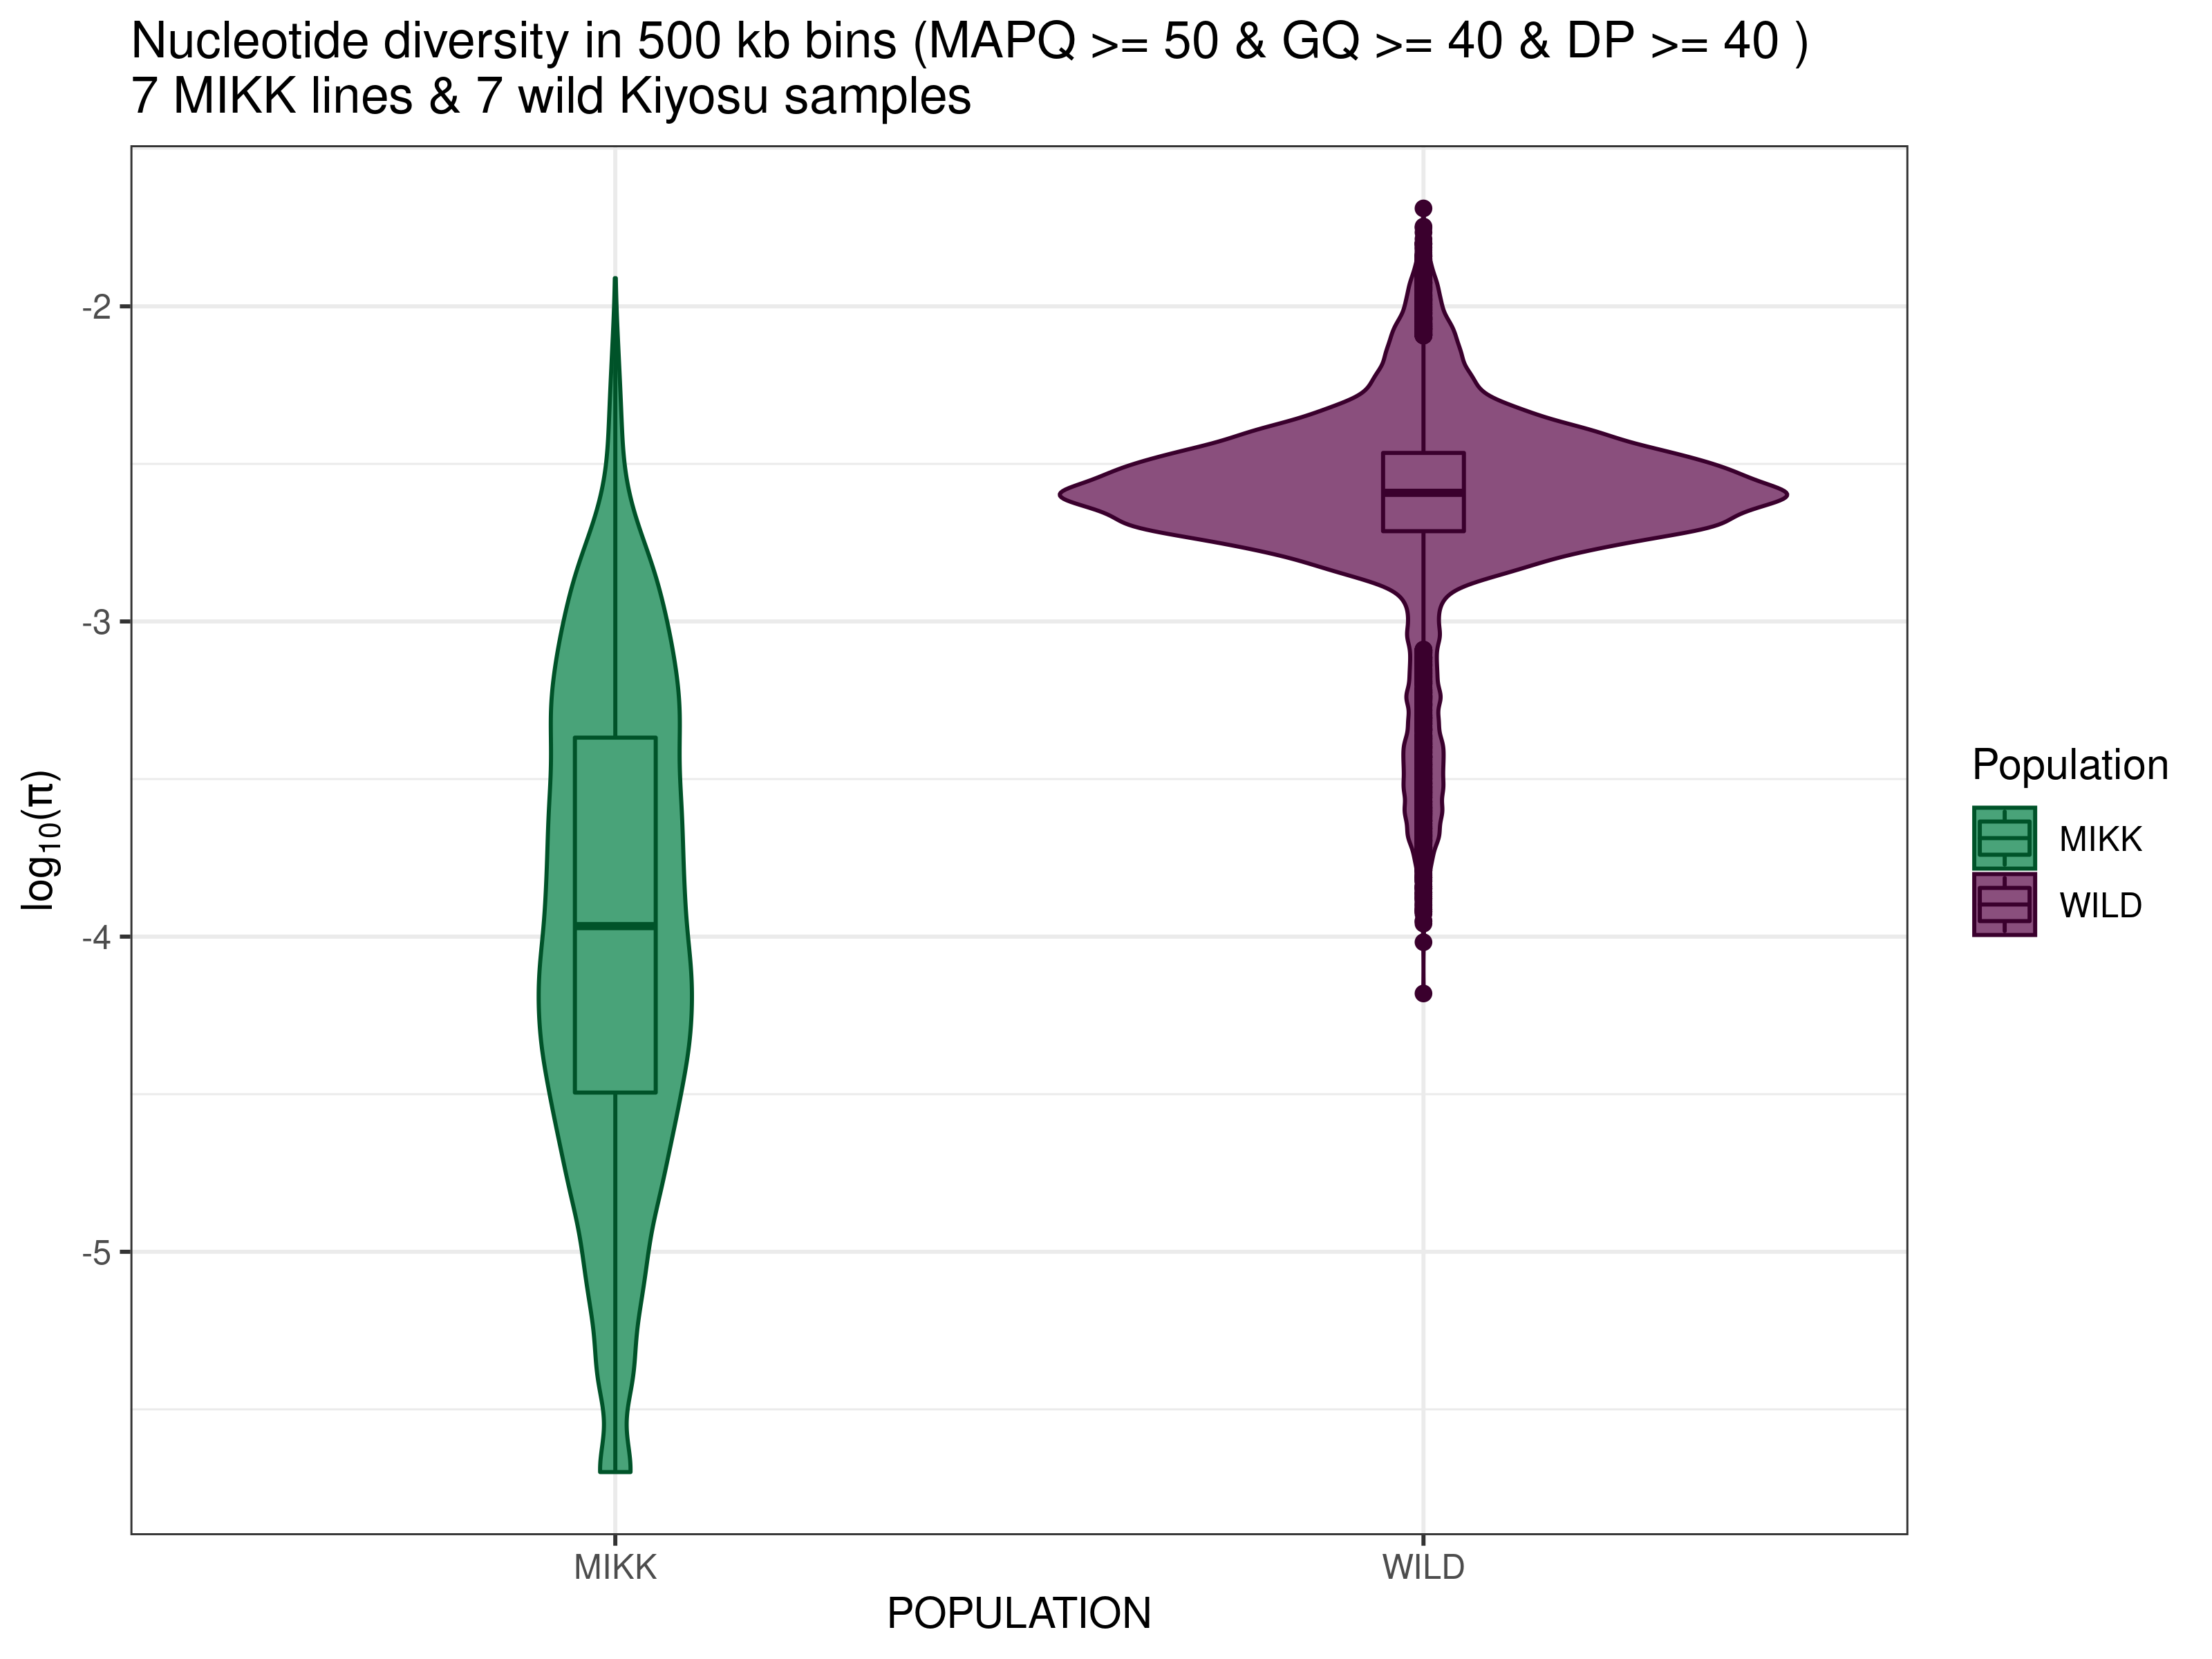 Nucleotide diversity in 500 kb bins (MAPQ >= 50 & GQ >= 40 & DP >= 40 )
7 MIKK lines & 7 wild Kiyosu samples
-2
-3
-4
-5
log10(π)
MIKK
WILD
POPULATION
Population
MIKK
WILD